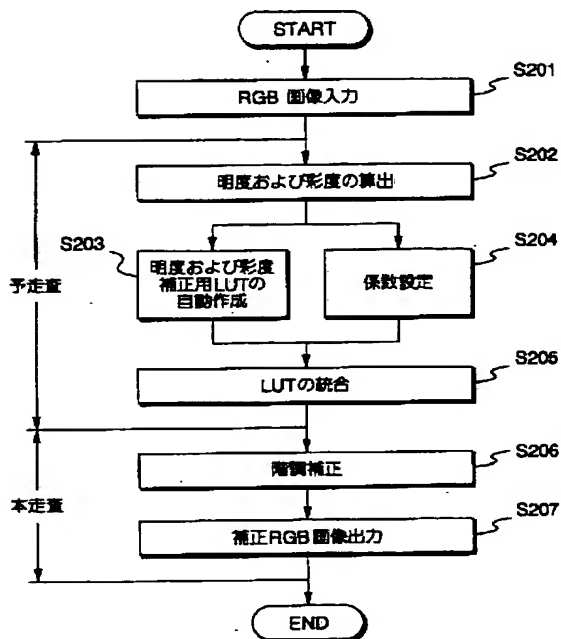 START
S201
RGB 画像入力
S202
明度および彩度の算出
S203
明度および彩度
補正用LUTの
自動作成
S204
係数設定
予走査
S205
LUTの統合
S206
階調補正
本走査
S207
補正RGB画像出力
END